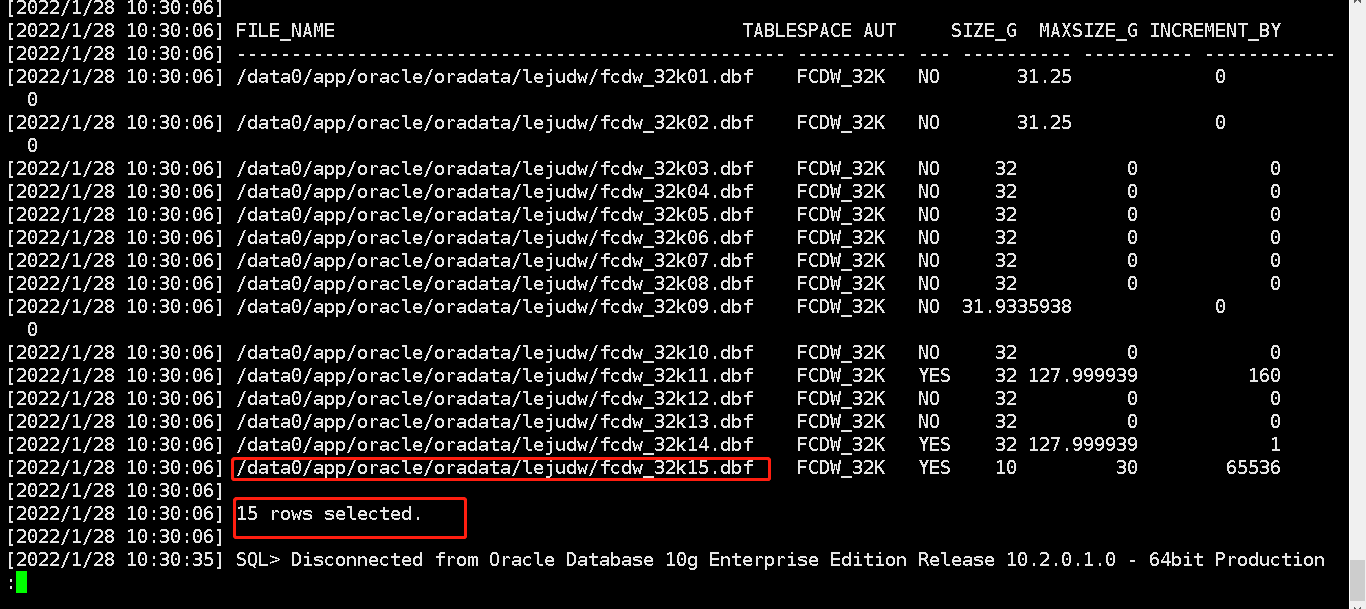 [2022/1/28 10:30:06]
[2022/1/28 10:30:06] FILE_NAME TABLESPACE AUT SIZE_G MAXSIZE_G INCREMENT_BY
[2022/1/28 10:30:06] -------------------------------------------------- ---------- --- ---------- ---------- ------------
[2022/1/28 10:30:06] /data0/app/oracle/oradata/lejudw/fcdw_32k01.dbf FCDW_32K NO 31.25 0
0
[2022/1/28 10:30:06] /data0/app/oracle/oradata/lejudw/fcdw_32k02.dbf FCDW_32K NO 31.25 0
0
[2022/1/28 10:30:06] /data0/app/oracle/oradata/lejudw/fcdw_32k03.dbf FCDW_32K NO 32 0 0
[2022/1/28 10:30:06] /data0/app/oracle/oradata/lejudw/fcdw_32k04.dbf FCDW_32K NO 32 0 0
[2022/1/28 10:30:06] /data0/app/oracle/oradata/lejudw/fcdw_32k05.dbf FCDW_32K NO 32 0 0
[2022/1/28 10:30:06] /data0/app/oracle/oradata/lejudw/fcdw_32k06.dbf FCDW_32K NO 32 0 0
[2022/1/28 10:30:06] /data0/app/oracle/oradata/lejudw/fcdw_32k07.dbf FCDW_32K NO 32 0 0
[2022/1/28 10:30:06] /data0/app/oracle/oradata/lejudw/fcdw_32k08.dbf FCDW_32K NO 32 0 0
[2022/1/28 10:30:06] /data0/app/oracle/oradata/lejudw/fcdw_32k09.dbf FCDW_32K NO 31.9335938 0
0
[2022/1/28 10:30:06] /data0/app/oracle/oradata/lejudw/fcdw_32k10.dbf FCDW_32K NO 32 0 0
[2022/1/28 10:30:06] /data0/app/oracle/oradata/lejudw/fcdw_32k11.dbf FCDW_32K YES 32 127.999939 160
[2022/1/28 10:30:06] /data0/app/oracle/oradata/lejudw/fcdw_32k12.dbf FCDW_32K NO 32 0 0
[2022/1/28 10:30:06] /data0/app/oracle/oradata/lejudw/fcdw_32k13.dbf FCDW_32K NO 32 0 0
[2022/1/28 10:30:06] /data0/app/oracle/oradata/lejudw/fcdw_32k14.dbf FCDW_32K YES 32 127.999939 1
[2022/1/28 10:30:06] /data0/app/oracle/oradata/lejudw/fcdw_32k15.dbf FCDW_32K YES 10 30 65536
[2022/1/28 10:30:06]
[2022/1/28 10:30:06] 15 rows selected.
[2022/1/28 10:30:06]
[2022/1/28 10:30:35] SQL> Disconnected from Oracle Database 10g Enterprise Edition Release 10.2.0.1.0 - 64bit Production
: